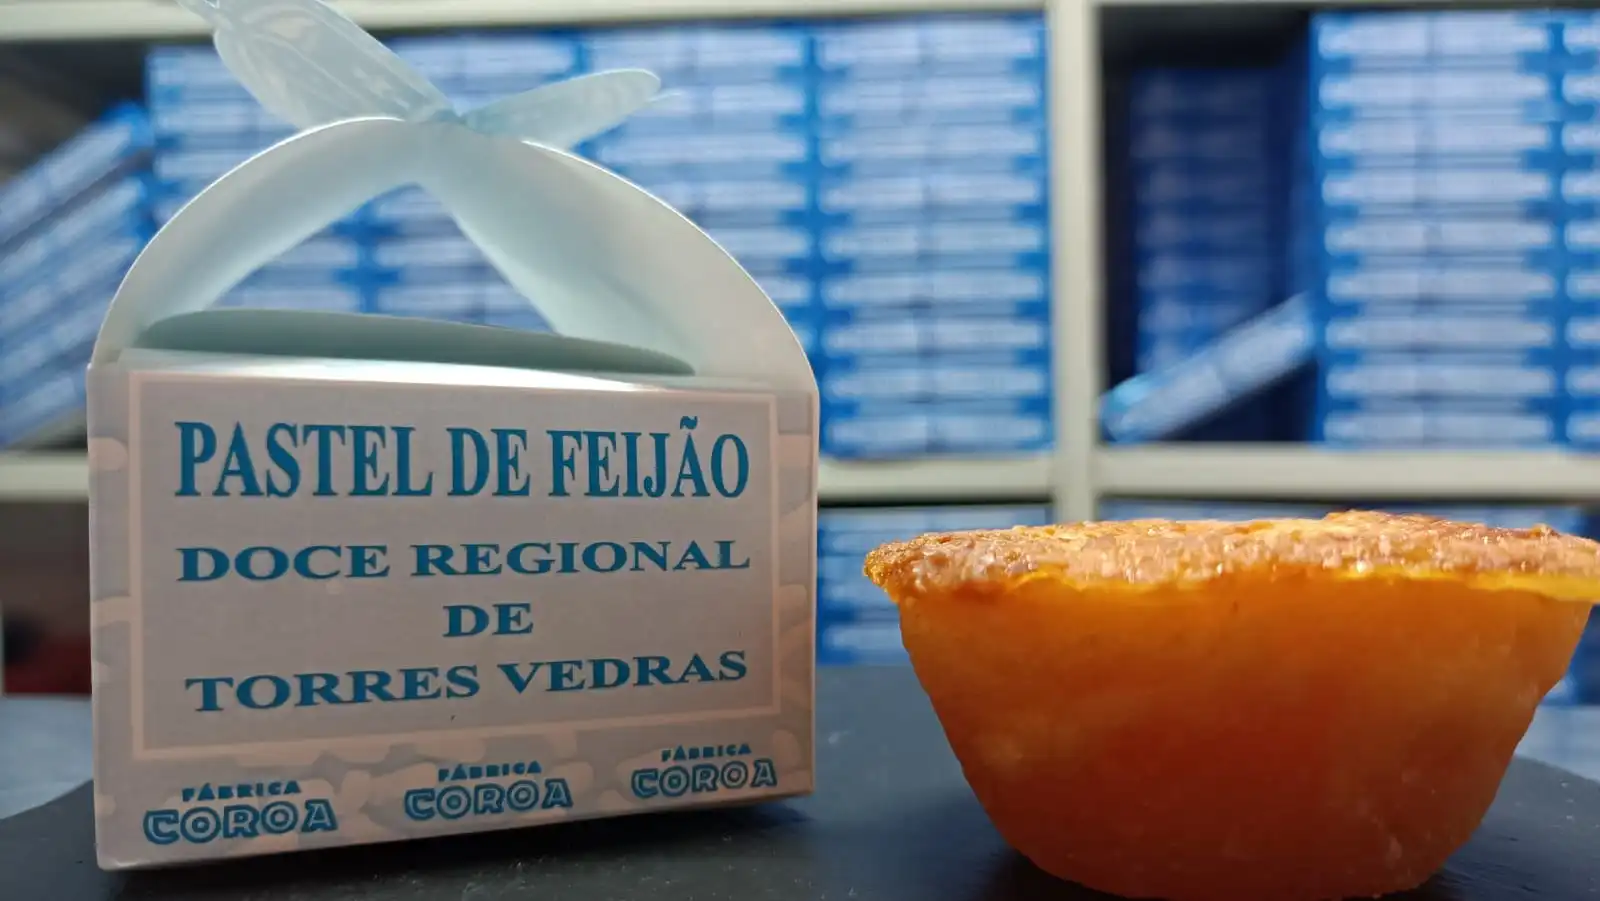 PASTEL DE FEIJÃO
DOCE REGIONAL
DE
TORRES VEDRAS
FÁBRICA
COROA
FÁBRICA
COROA
FÁBRICA
COROA